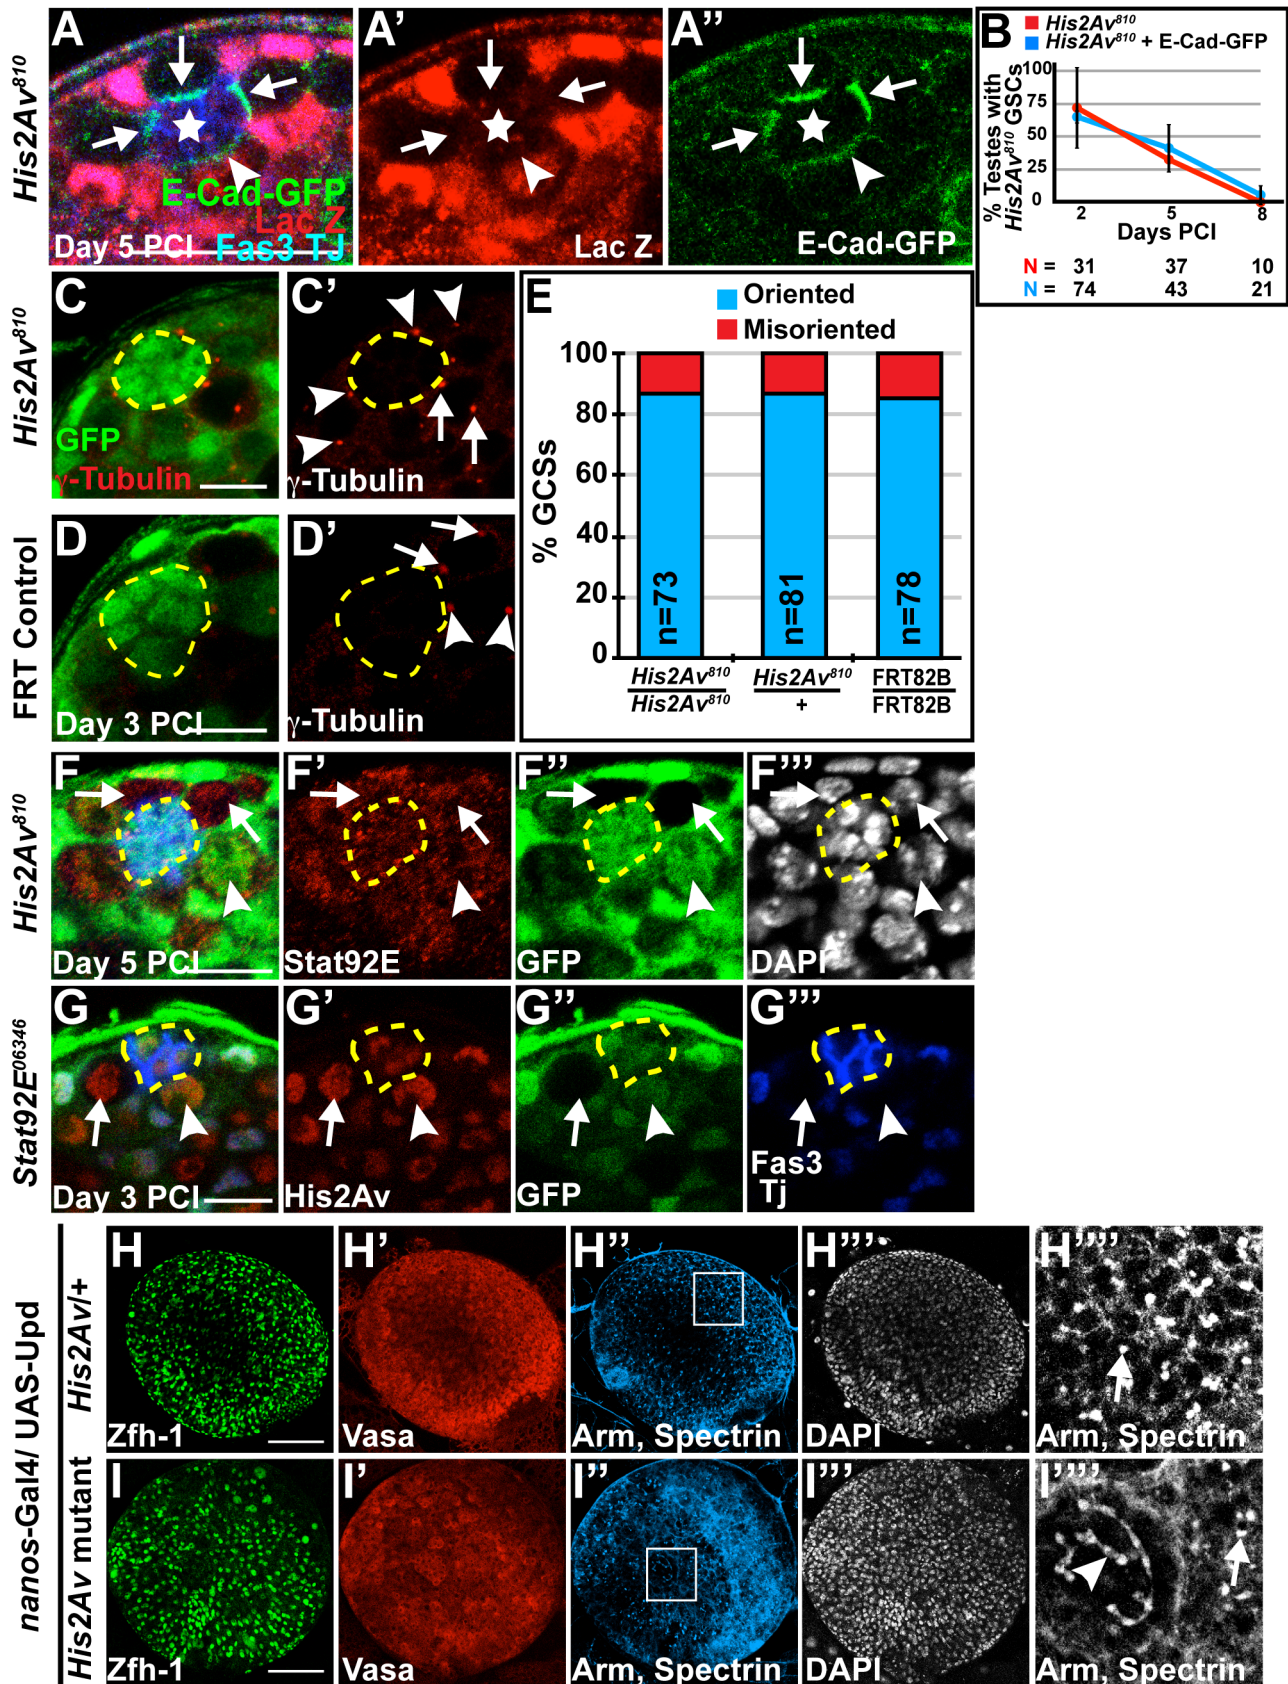 His2Av810
A
E-Cad-GFP
Lac Z
Day 5 PCI Fas3 TJ
A'
Lac Z
A''
E-Cad-GFP
B
His2Av810
His2Av810 + E-Cad-GFP
% Testes with
His2Av810 GSCs
100
75
50
25
0
2 5 8
Days PCI
N = 31 37 10
N = 74 43 21
His2Av810
C
GFP
γ-Tubulin
C'
γ-Tubulin
FRT Control
D
Day 3 PCI
D'
γ-Tubulin
E
Oriented
Misoriented
% GCSs
100
80
60
40
20
0
n=73
n=81
n=78
His2Av810
His2Av810
His2Av810
+
FRT82B
FRT82B
His2Av810
F
Day 5 PCI
F'
Stat92E
F''
GFP
F'''
DAPI
Stat92E06346
G
Day 3 PCI
G'
His2Av
G''
GFP
G'''
Fas3
Tj
nanos-Gal4/ UAS-Upd
His2Av/+
H
Zfh-1
H'
Vasa
H''
Arm, Spectrin
H'''
DAPI
H''''
Arm, Spectrin
His2Av mutant
I
Zfh-1
I'
Vasa
I''
Arm, Spectrin
I'''
DAPI
I''''
Arm, Spectrin